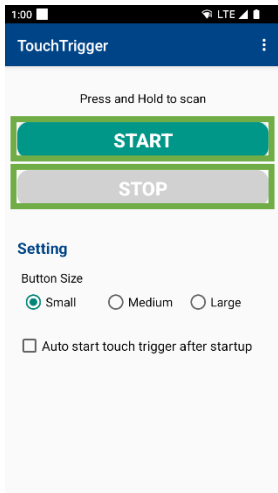 1:00 LTE
TouchTrigger
Press and Hold to scan
START
STOP
Setting
Button Size
Small Medium Large
Auto start touch trigger after startup